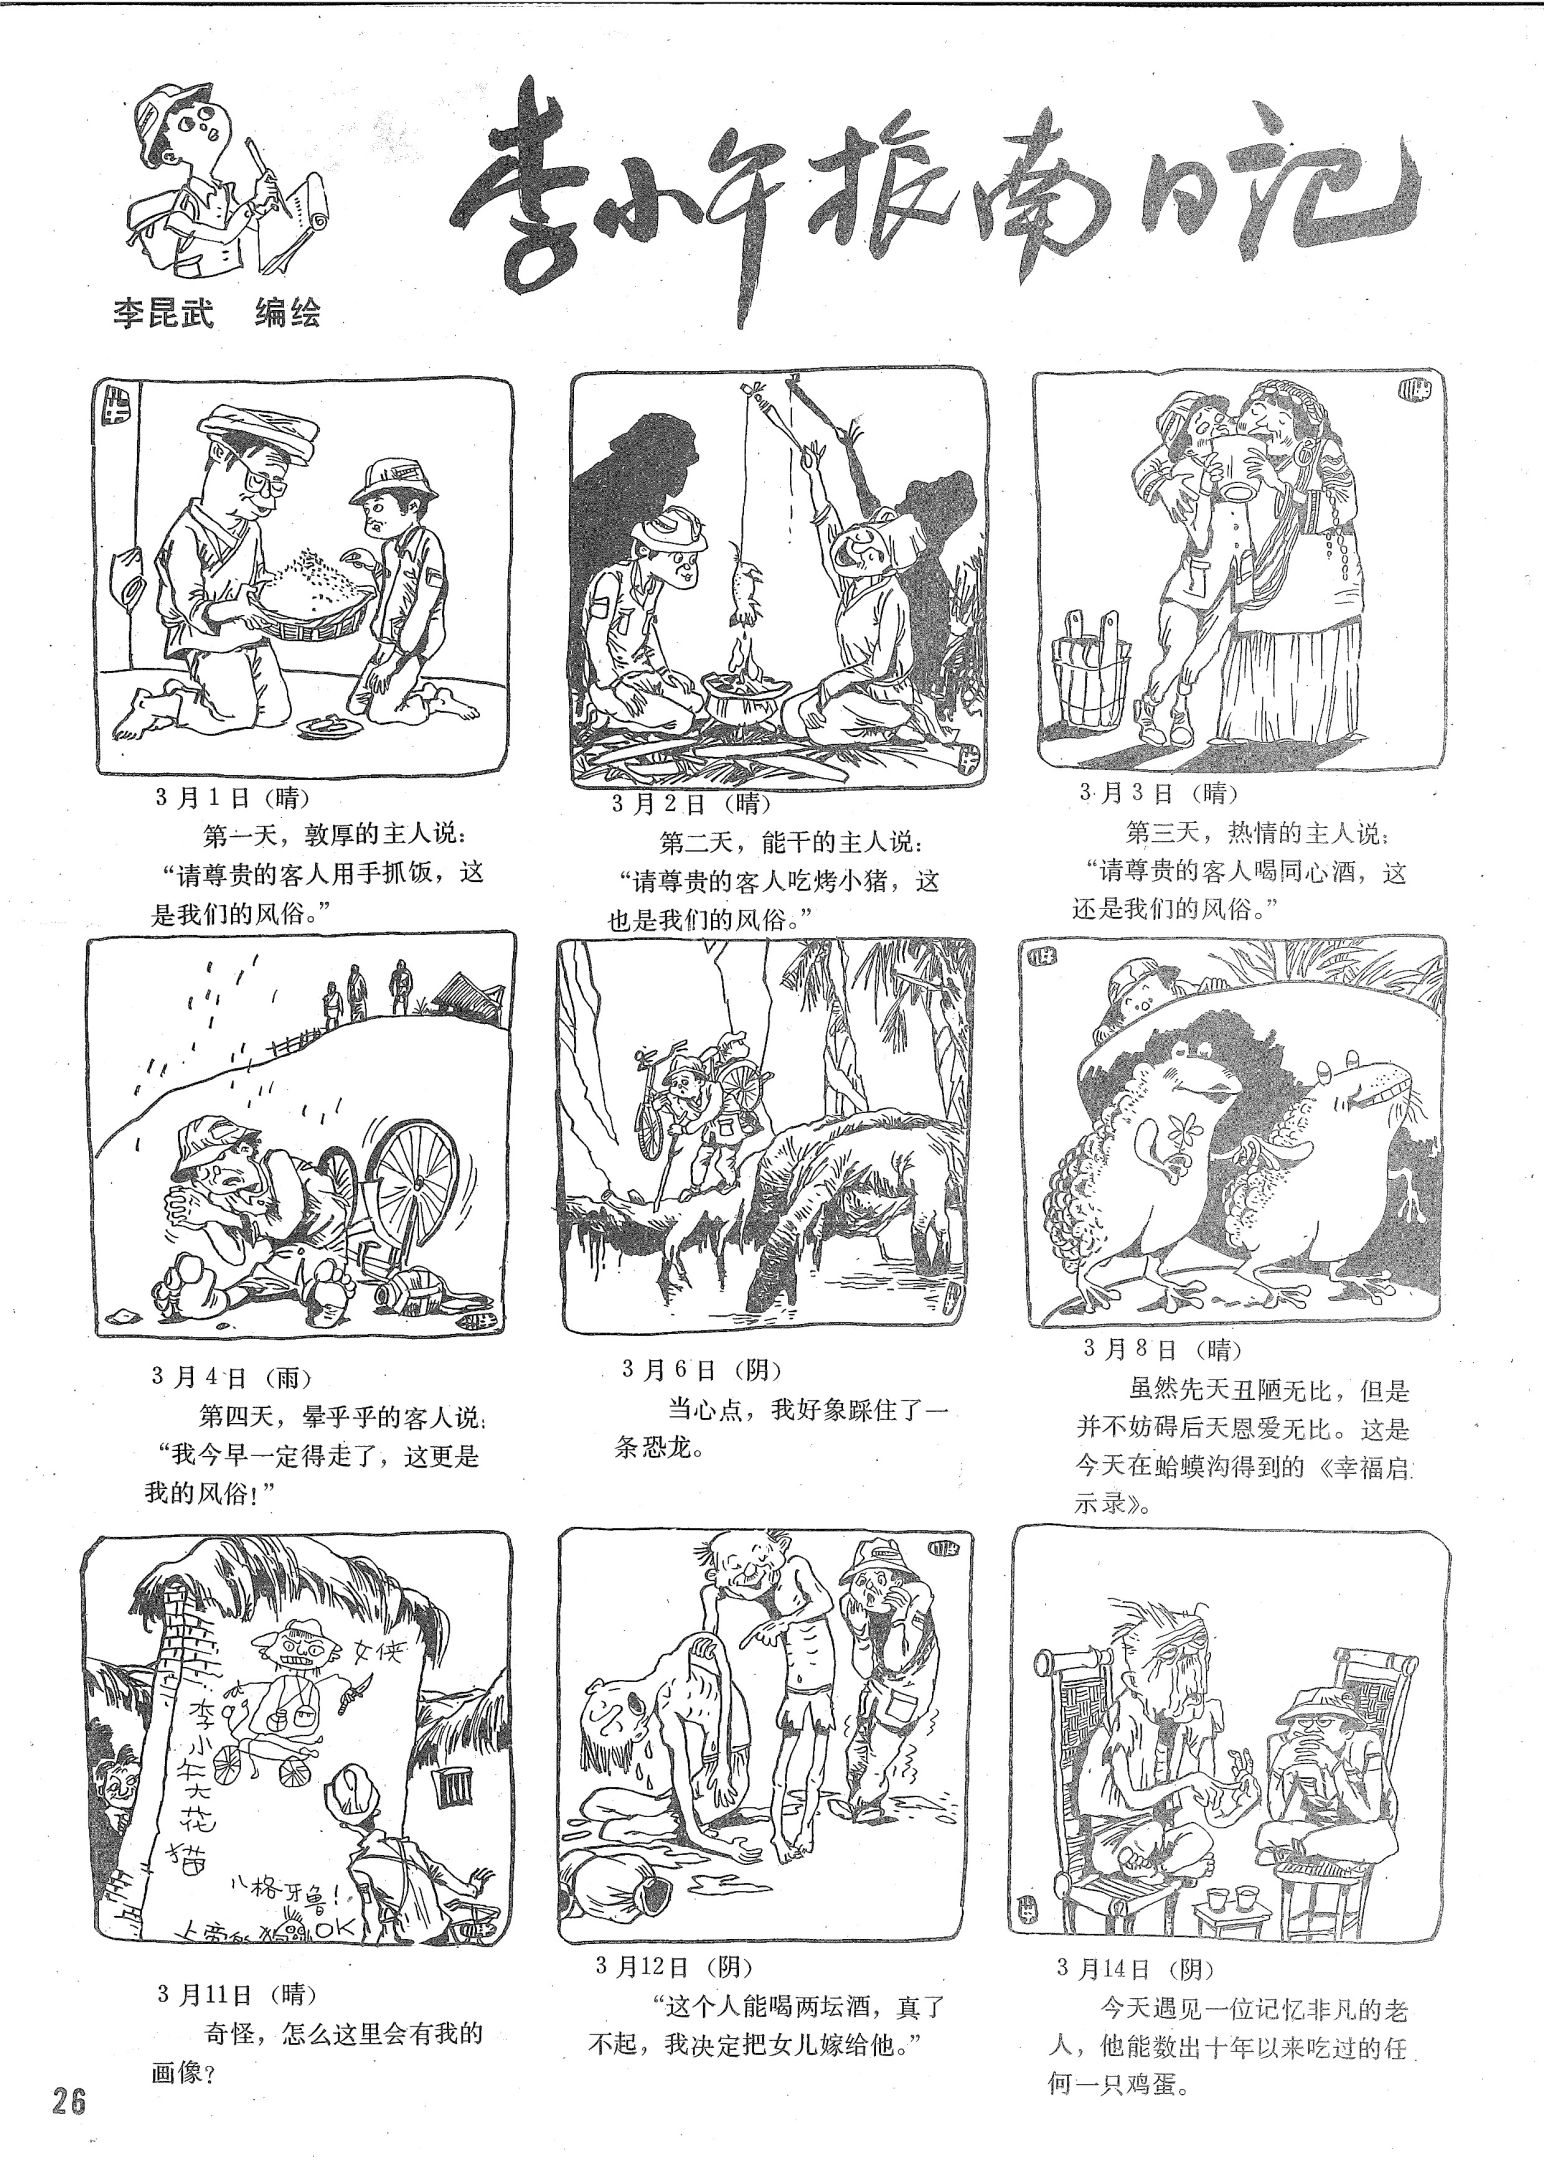 李小午旅南日记
李昆武 编绘
3月1日（晴）
第一天，敦厚的主人说：
“请尊贵的客人用手抓饭，这
是我们的风俗。”
3月2日（晴）
第二天，能干的主人说：
“请尊贵的客人吃烤小猪，这
也是我们的风俗。”
3月3日（晴）
第三天，热情的主人说：
“请尊贵的客人喝同心酒，这
还是我们的风俗。”
3月4日（雨）
第四天，晕乎乎的客人说：
“我今早一定得走了，这更是
我的风俗！”
3月6日（阴）
当心点，我好象踩住了一
条恐龙。
3月8日（晴）
虽然先天丑陋无比，但是
并不妨碍后天恩爱无比。这是
今天在蛤蟆沟得到的《幸福启
示录》。
女侠
李小午大花猫
八格牙鲁！
上帝
OK
3月11日（晴）
奇怪，怎么这里会有我的
画像？
3月12日（阴）
“这个人能喝两坛酒，真了
不起，我决定把女儿嫁给他。”
3月14日（阴）
今天遇见一位记忆非凡的老
人，他能数出十年以来吃过的任
何一只鸡蛋。
26